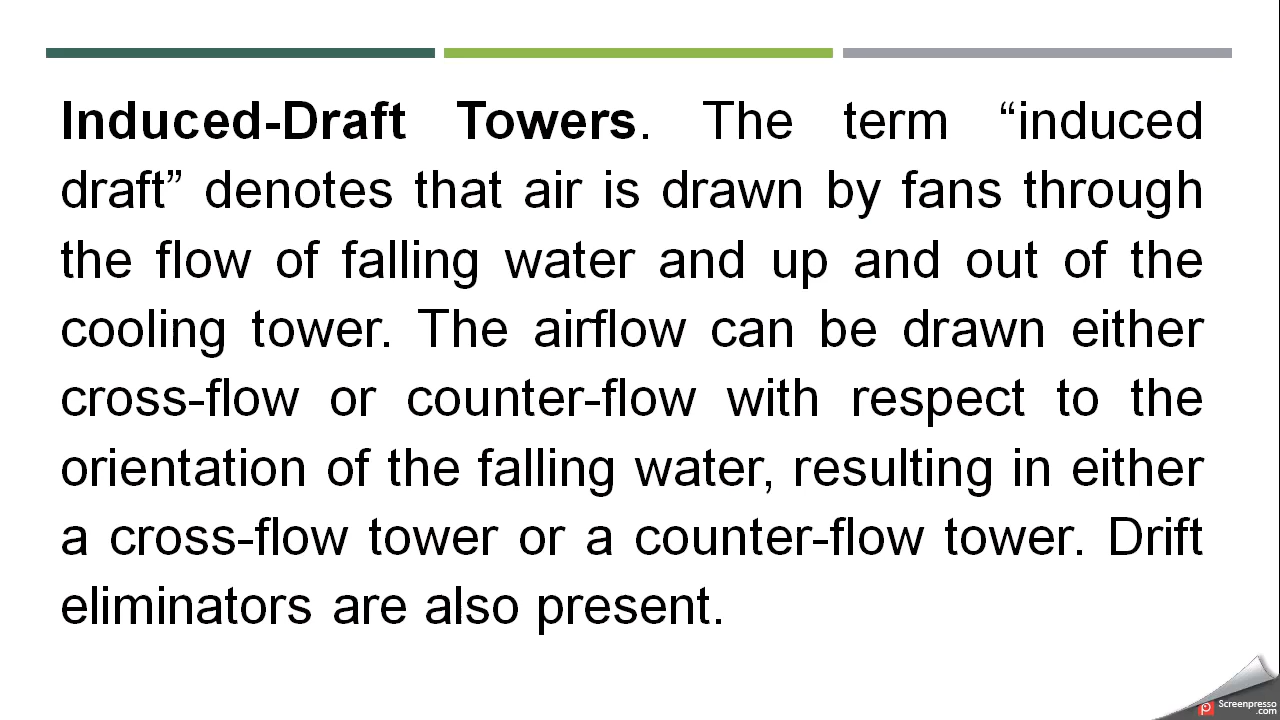 Induced-Draft Towers. The term “induced
draft” denotes that air is drawn by fans through
the flow of falling water and up and out of the
cooling tower. The airflow can be drawn either
cross-flow or counter-flow with respect to the
orientation of the falling water, resulting in either
a cross-flow tower or a counter-flow tower. Drift
eliminators are also present.
Screenpresso
.com